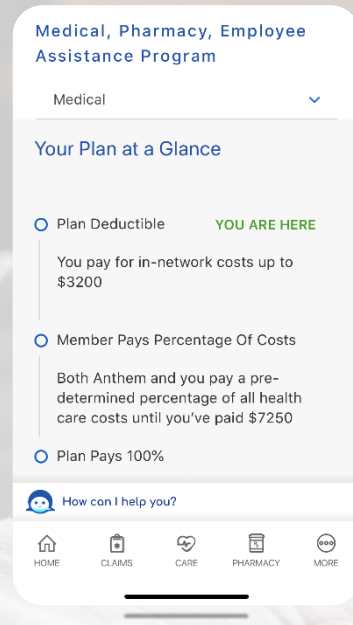 Medical, Pharmacy, Employee
Assistance Program
Medical
Your Plan at a Glance
Plan Deductible YOU ARE HERE
You pay for in-network costs up to
$3200
Member Pays Percentage Of Costs
Both Anthem and you pay a pre-
determined percentage of all health
care costs until you've paid $7250
Plan Pays 100%
How can I help you?
HOME CLAIMS CARE PHARMACY MORE